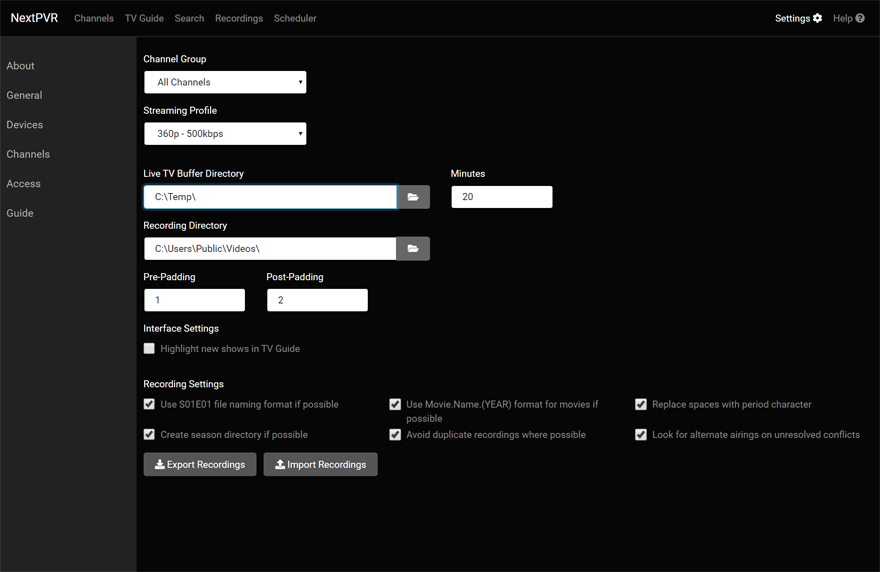 NextPVR Channels TV Guide Search Recordings Scheduler Settings Help
About
General
Devices
Channels
Access
Guide
Channel Group
All Channels
Streaming Profile
360p - 500kbps
Live TV Buffer Directory Minutes
C:\Temp\ 20
Recording Directory
C:\Users\Public\Videos\
Pre-Padding Post-Padding
1 2
Interface Settings
Highlight new shows in TV Guide
Recording Settings
Use S01E01 file naming format if possible
Use Movie.Name.(YEAR) format for movies if
possible
Replace spaces with period character
Create season directory if possible
Avoid duplicate recordings where possible
Look for alternate airings on unresolved conflicts
Export Recordings Import Recordings